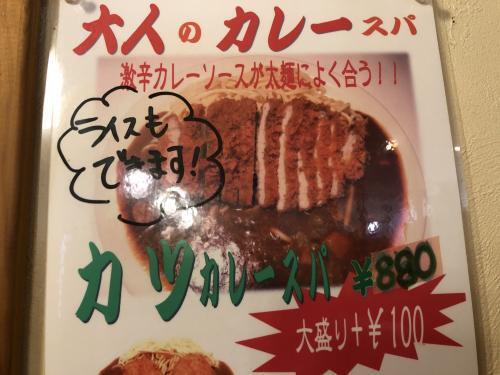 大人のカレースパ
激辛カレーソースが太麺によく合う!!
ライスも
できます!
カツカレースパ ¥880
大盛り+¥100